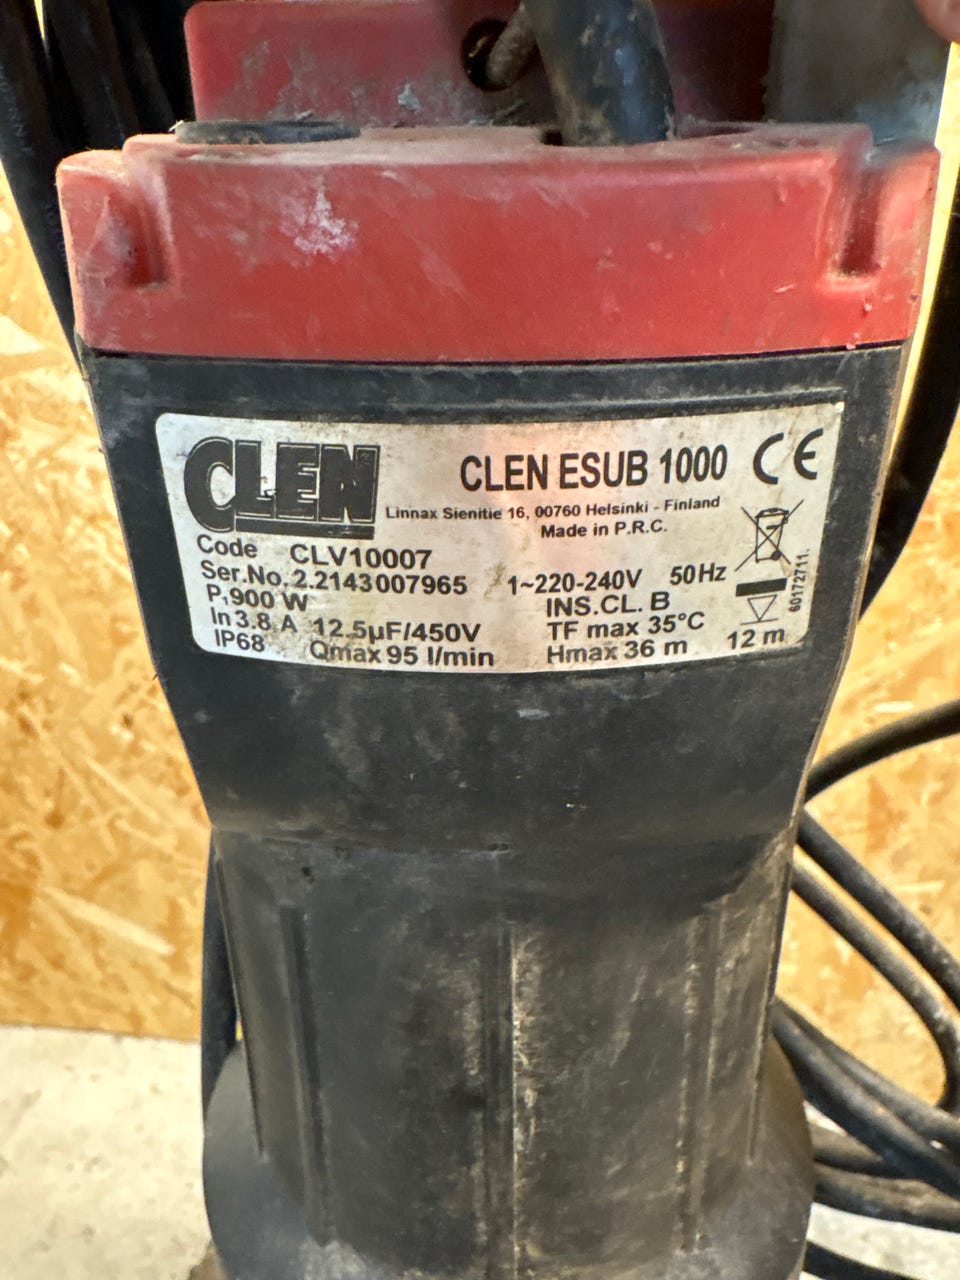 CLEN
CLEN ESUB 1000 CE
Linnax Sienitie 16, 00760 Helsinki - Finland
Made in P.R.C.
Code CLV10007
Ser.No. 2.2143007965 1~220-240V 50Hz
P₁ 900 W INS.CL. B
In 3.8 A 12.5µF/450V TF max 35°C
IP68 Qmax 95 l/min Hmax 36 m 12 m
60172711.